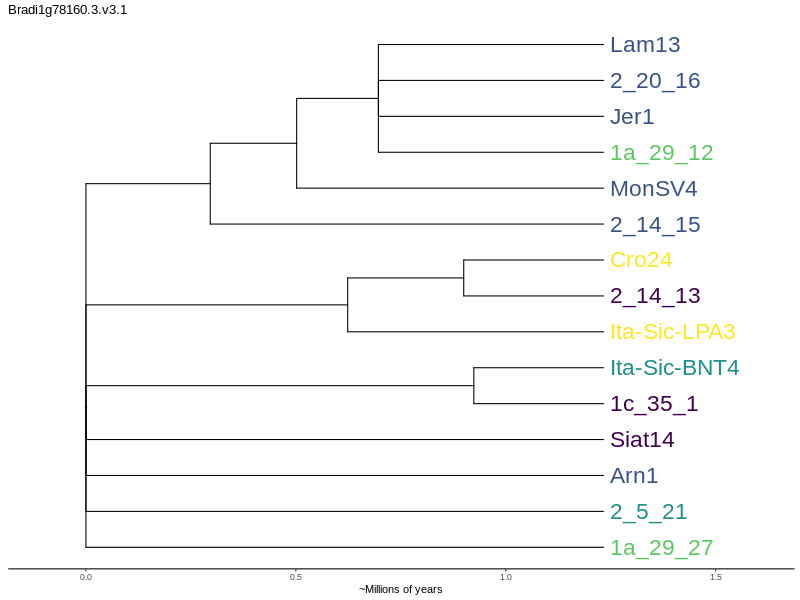 Bradi1g78160.3.v3.1
Lam13
2_20_16
Jer1
1a_29_12
MonSV4
2_14_15
Cro24
2_14_13
Ita-Sic-LPA3
Ita-Sic-BNT4
1c_35_1
Siat14
Arn1
2_5_21
1a_29_27
0.0 0.5 1.0 1.5
~Millions of years